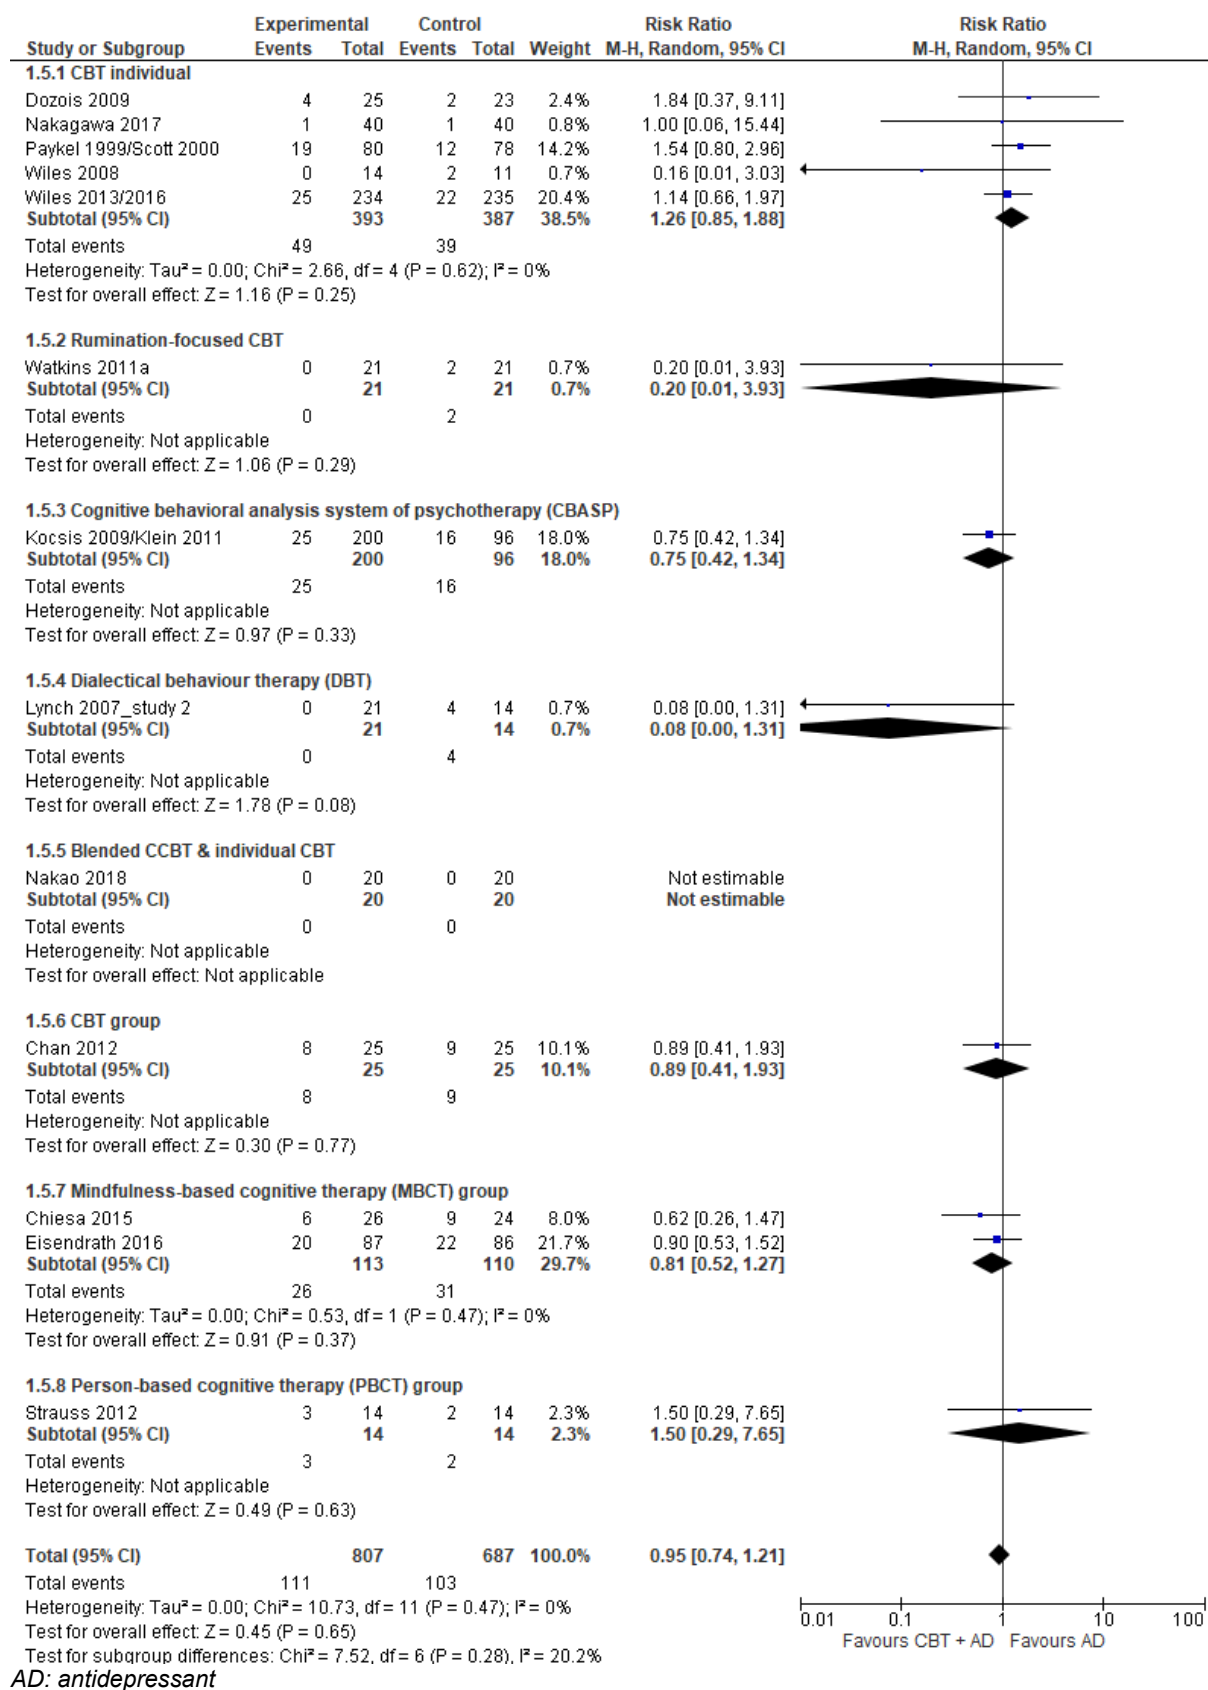 Experimental Control Risk Ratio Risk Ratio
Study or Subgroup Events Total Events Total Weight M-H, Random, 95% CI M-H, Random, 95% CI
1.5.1 CBT individual
Dozois 2009 4 25 2 23 2.4% 1.84 [0.37, 9.11]
Nakagawa 2017 1 40 1 40 0.8% 1.00 [0.06, 15.44]
Paykel 1999/Scott 2000 19 80 12 78 14.2% 1.54 [0.80, 2.96]
Wiles 2008 0 14 2 11 0.7% 0.16 [0.01, 3.03]
Wiles 2013/2016 25 234 22 235 20.4% 1.14 [0.66, 1.97]
Subtotal (95% CI) 393 387 38.5% 1.26 [0.85, 1.88]
Total events 49 39
Heterogeneity: Tau² = 0.00; Chi² = 2.66, df = 4 (P = 0.62); I² = 0%
Test for overall effect: Z = 1.16 (P = 0.25)
1.5.2 Rumination-focused CBT
Watkins 2011a 0 21 2 21 0.7% 0.20 [0.01, 3.93]
Subtotal (95% CI) 21 21 0.7% 0.20 [0.01, 3.93]
Total events 0 2
Heterogeneity: Not applicable
Test for overall effect: Z = 1.06 (P = 0.29)
1.5.3 Cognitive behavioral analysis system of psychotherapy (CBASP)
Kocsis 2009/Klein 2011 25 200 16 96 18.0% 0.75 [0.42, 1.34]
Subtotal (95% CI) 200 96 18.0% 0.75 [0.42, 1.34]
Total events 25 16
Heterogeneity: Not applicable
Test for overall effect: Z = 0.97 (P = 0.33)
1.5.4 Dialectical behaviour therapy (DBT)
Lynch 2007_study 2 0 21 4 14 0.7% 0.08 [0.00, 1.31]
Subtotal (95% CI) 21 14 0.7% 0.08 [0.00, 1.31]
Total events 0 4
Heterogeneity: Not applicable
Test for overall effect: Z = 1.78 (P = 0.08)
1.5.5 Blended CCBT & individual CBT
Nakao 2018 0 20 0 20 Not estimable
Subtotal (95% CI) 20 20 Not estimable
Total events 0 0
Heterogeneity: Not applicable
Test for overall effect: Not applicable
1.5.6 CBT group
Chan 2012 8 25 9 25 10.1% 0.89 [0.41, 1.93]
Subtotal (95% CI) 25 25 10.1% 0.89 [0.41, 1.93]
Total events 8 9
Heterogeneity: Not applicable
Test for overall effect: Z = 0.30 (P = 0.77)
1.5.7 Mindfulness-based cognitive therapy (MBCT) group
Chiesa 2015 6 26 9 24 8.0% 0.62 [0.26, 1.47]
Eisendrath 2016 20 87 22 86 21.7% 0.90 [0.53, 1.52]
Subtotal (95% CI) 113 110 29.7% 0.81 [0.52, 1.27]
Total events 26 31
Heterogeneity: Tau² = 0.00; Chi² = 0.53, df = 1 (P = 0.47); I² = 0%
Test for overall effect: Z = 0.91 (P = 0.37)
1.5.8 Person-based cognitive therapy (PBCT) group
Strauss 2012 3 14 2 14 2.3% 1.50 [0.29, 7.65]
Subtotal (95% CI) 14 14 2.3% 1.50 [0.29, 7.65]
Total events 3 2
Heterogeneity: Not applicable
Test for overall effect: Z = 0.49 (P = 0.63)
Total (95% CI) 807 687 100.0% 0.95 [0.74, 1.21]
Total events 111 103
Heterogeneity: Tau² = 0.00; Chi² = 10.73, df = 11 (P = 0.47); I² = 0%
Test for overall effect: Z = 0.45 (P = 0.65)
Test for subgroup differences: Chi² = 7.52, df = 6 (P = 0.28), I² = 20.2%
0.01 0.1 1 10 100
Favours CBT + AD Favours AD
AD: antidepressant